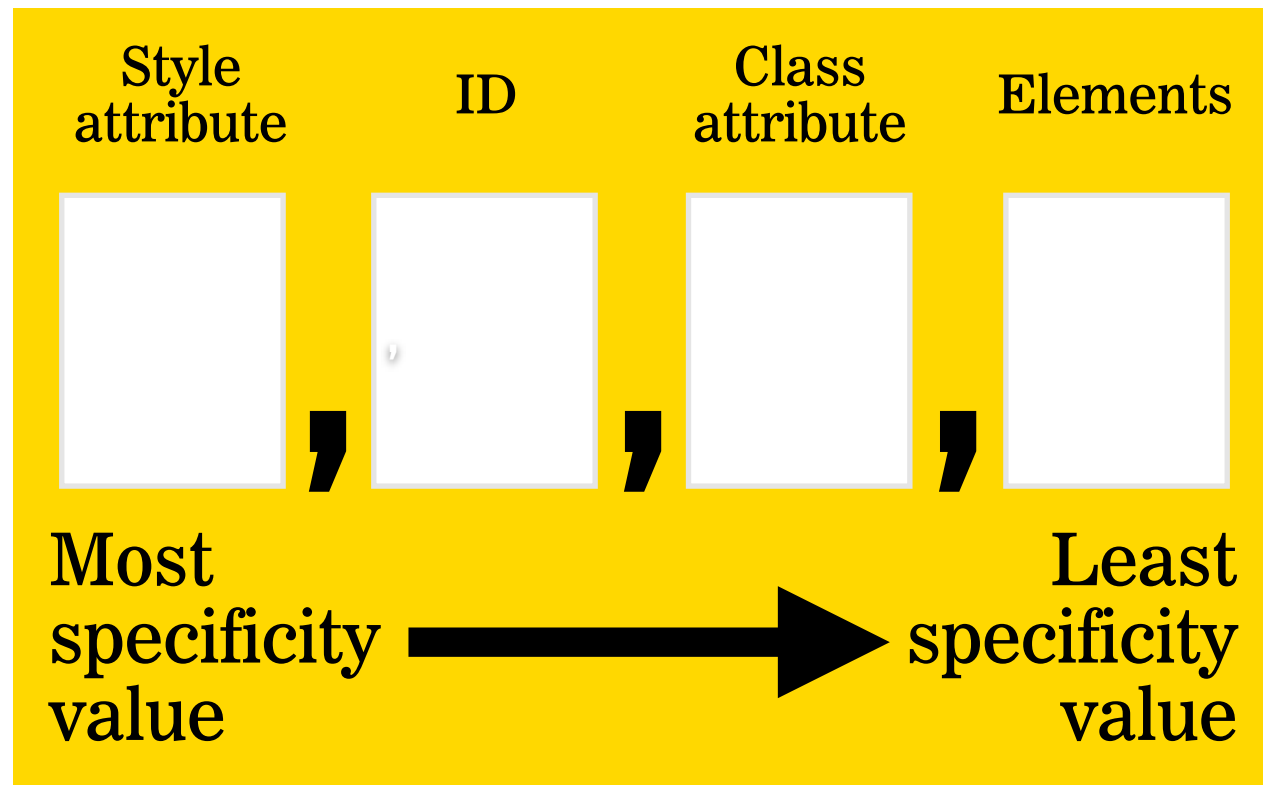 Style
attribute
ID
Class
attribute
Elements
,
,
,
,
Most
specificity
value
Least
specificity
value